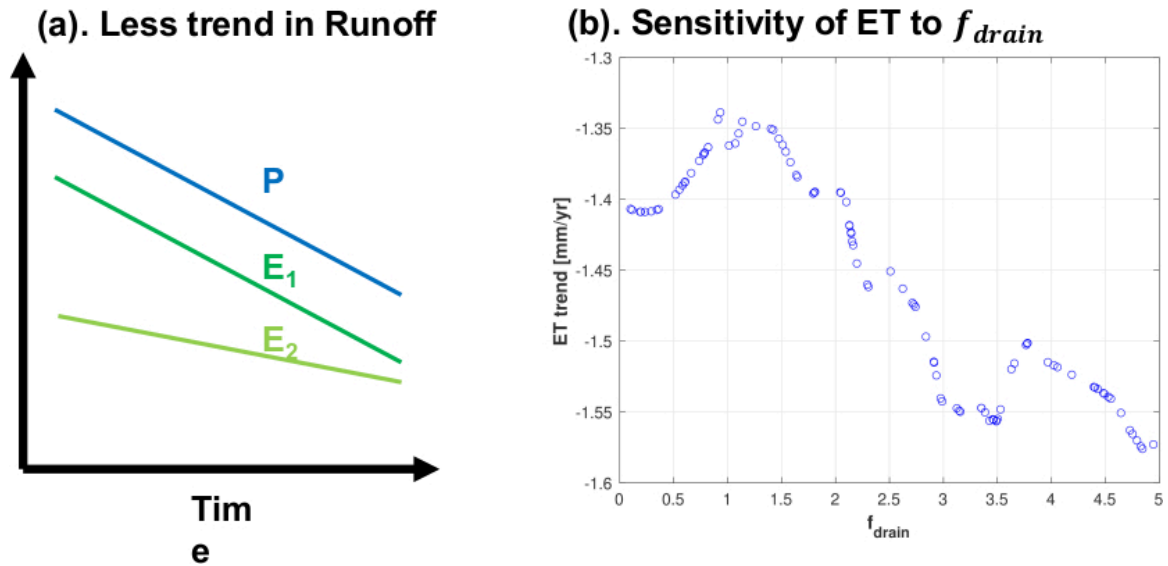 (a). Less trend in Runoff
P
E₁
E₂
Tim
e
(b). Sensitivity of ET to f_drain
ET trend [mm/yr]
-1.3
-1.35
-1.4
-1.45
-1.5
-1.55
-1.6
0 0.5 1 1.5 2 2.5 3 3.5 4 4.5 5
f_drain